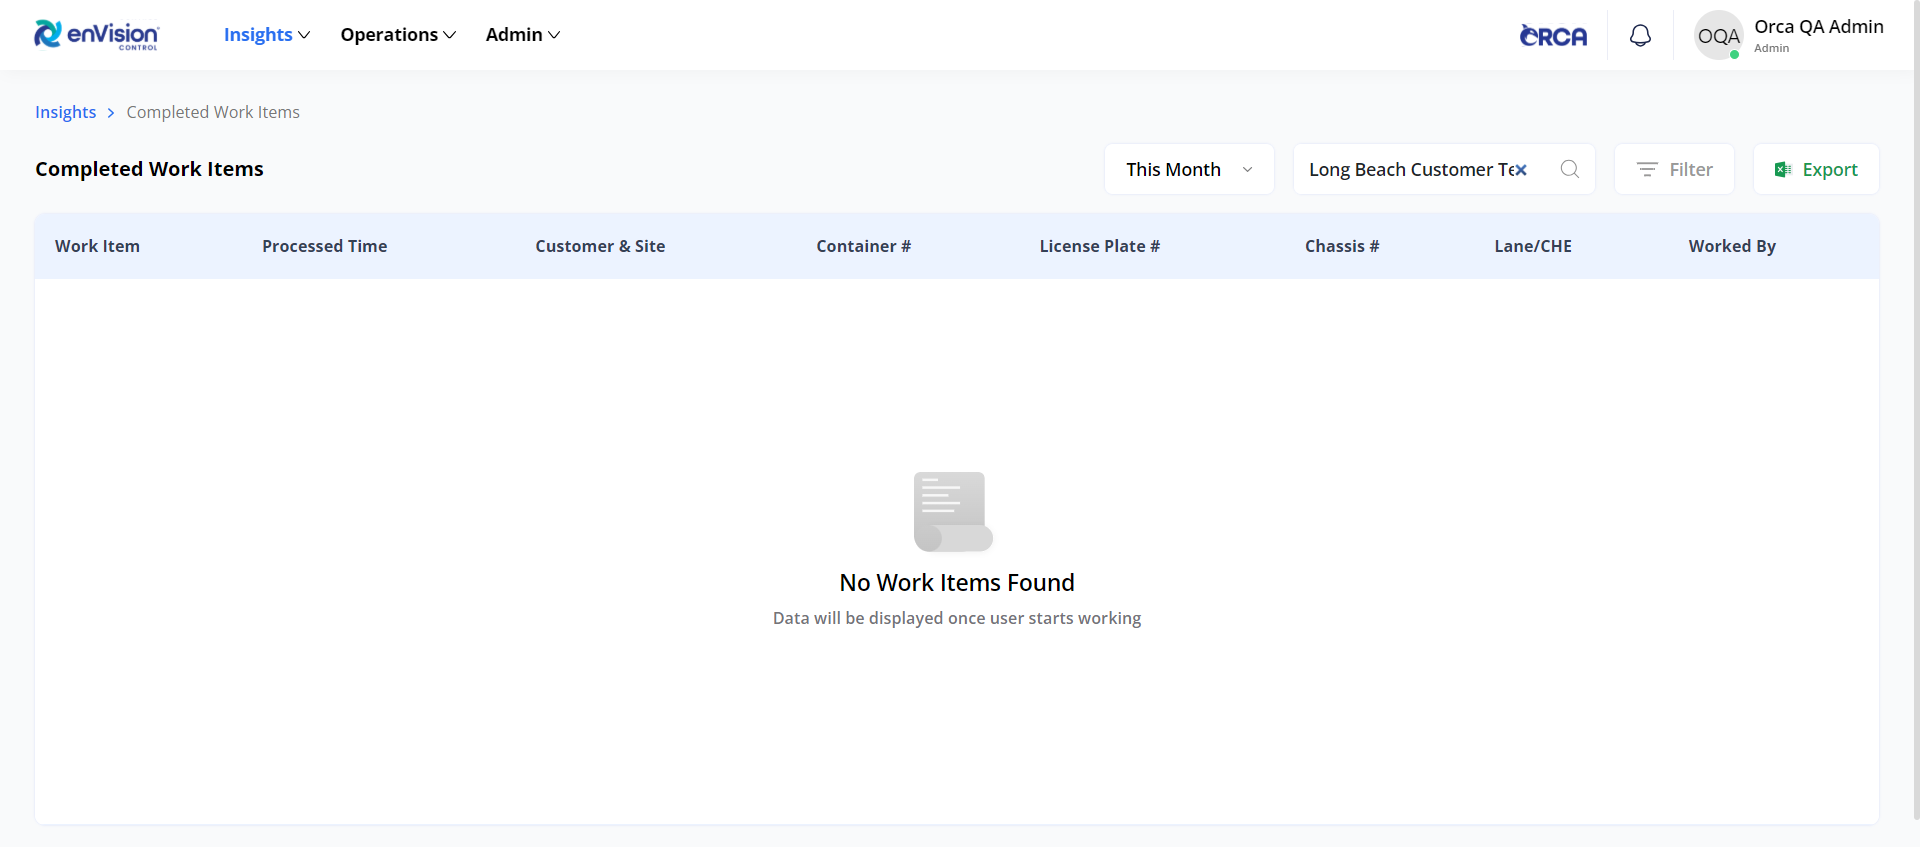 enVision
CONTROL
Insights
Operations
Admin
ORCA
OQA
Orca QA Admin
Admin
Insights > Completed Work Items
Completed Work Items
This Month
Long Beach Customer Te
Filter
Export
Work Item
Processed Time
Customer & Site
Container #
License Plate #
Chassis #
Lane/CHE
Worked By
No Work Items Found
Data will be displayed once user starts working